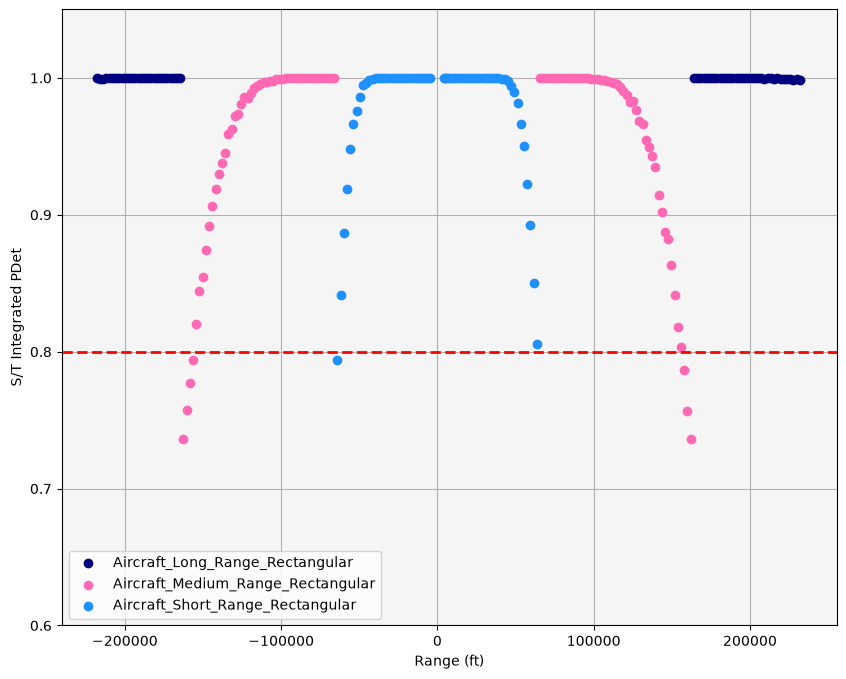 1.0
0.9
0.8
0.7
0.6
S/T Integrated PDet
Aircraft_Long_Range_Rectangular
Aircraft_Medium_Range_Rectangular
Aircraft_Short_Range_Rectangular
−200000 −100000 0 100000 200000
Range (ft)